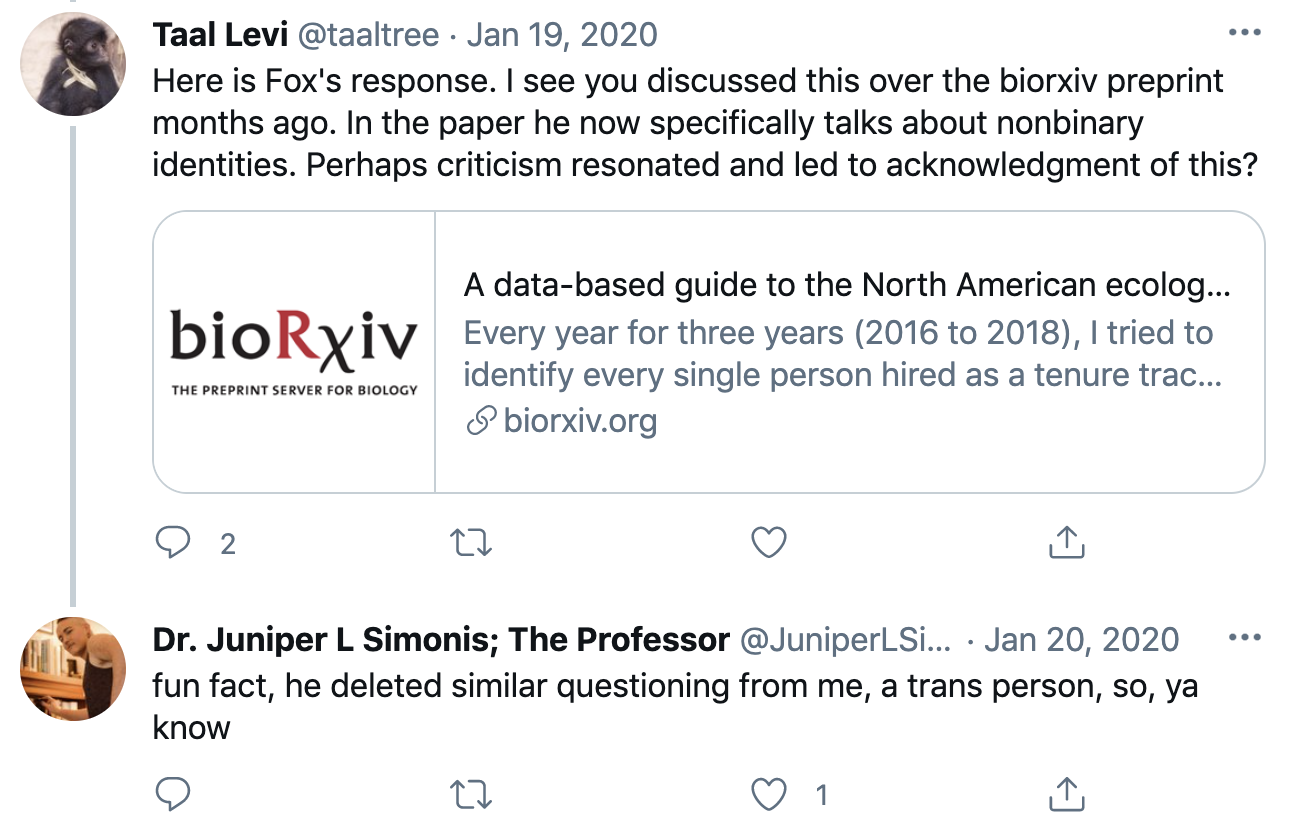 Taal Levi @taaltree · Jan 19, 2020
Here is Fox's response. I see you discussed this over the biorxiv preprint
months ago. In the paper he now specifically talks about nonbinary
identities. Perhaps criticism resonated and led to acknowledgment of this?
bioRχiv
THE PREPRINT SERVER FOR BIOLOGY
A data-based guide to the North American ecolog...
Every year for three years (2016 to 2018), I tried to
identify every single person hired as a tenure trac...
biorxiv.org
2
Dr. Juniper L Simonis; The Professor @JuniperLSi... · Jan 20, 2020
fun fact, he deleted similar questioning from me, a trans person, so, ya
know
1